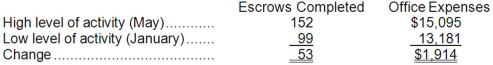 Escrows Completed Office Expenses
High level of activity (May)............. 152 $15,095
Low level of activity (January)....... 99 13,181
Change...................................... 53 $1,914